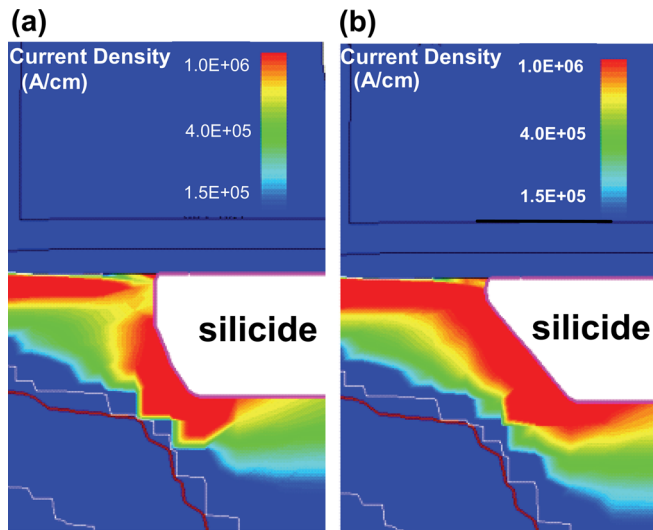 (a)
Current Density
(A/cm)
1.0E+06
4.0E+05
1.5E+05
silicide
(b)
Current Density
(A/cm)
1.0E+06
4.0E+05
1.5E+05
silicide